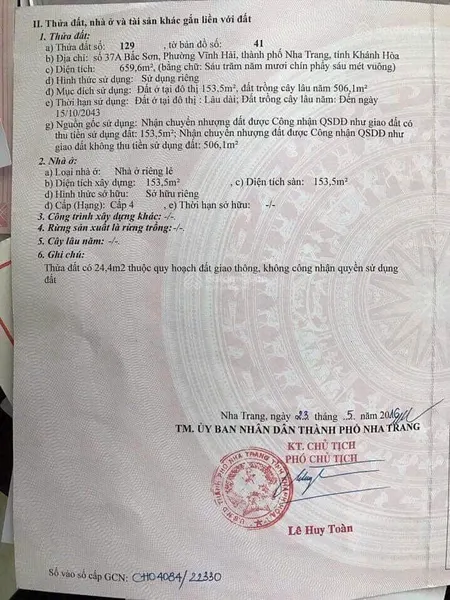 II. Thửa đất, nhà ở và tài sản khác gắn liền với đất
1. Thửa đất:
a) Thửa đất số: 129 , tờ bản đồ số: 41
b) Địa chỉ: số 37A Bắc Sơn, Phường Vĩnh Hải, thành phố Nha Trang, tỉnh Khánh Hòa
c) Diện tích: 659,6m², (bằng chữ: Sáu trăm năm mươi chín phẩy sáu mét vuông)
d) Hình thức sử dụng: Sử dụng riêng
đ) Mục đích sử dụng: Đất ở tại đô thị 153,5m², đất trồng cây lâu năm 506,1m²
e) Thời hạn sử dụng: Đất ở tại đô thị : Lâu dài; Đất trồng cây lâu năm: Đến ngày
15/10/2043
g) Nguồn gốc sử dụng: Nhận chuyển nhượng đất được Công nhận QSDĐ như giao đất có
thu tiền sử dụng đất: 153,5m²; Nhận chuyển nhượng đất được Công nhận QSDĐ như
giao đất không thu tiền sử dụng đất: 506,1m²
2. Nhà ở:
a) Loại nhà ở: Nhà ở riêng lẻ
b) Diện tích xây dựng: 153,5m² , c) Diện tích sàn: 153,5m²
d) Hình thức sở hữu: Sở hữu riêng
đ) Cấp (Hạng): Cấp 4 , e) Thời hạn sở hữu: -/-
3. Công trình xây dựng khác: -/-
4. Rừng sản xuất là rừng trồng: -/-
5. Cây lâu năm: -/-
6. Ghi chú:
Thửa đất có 24,4m2 thuộc quy hoạch đất giao thông, không công nhận quyền sử dụng
đất
Nha Trang, ngày 23 tháng .5. năm 2016
TM. ỦY BAN NHÂN DÂN THÀNH PHỐ NHA TRANG
KT. CHỦ TỊCH
PHÓ CHỦ TỊCH
Lê Huy Toàn
Số vào sổ cấp GCN: CH04084/22330